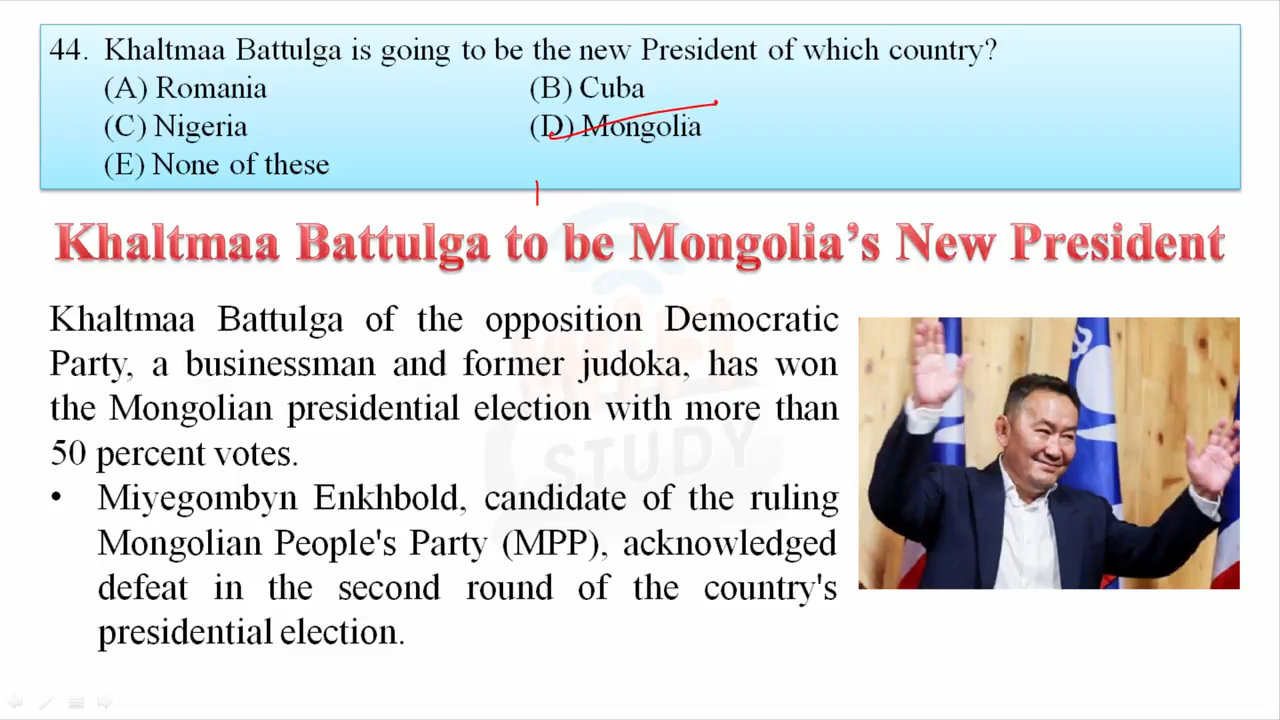 44. Khaltmaa Battulga is going to be the new President of which country?
(A) Romania (B) Cuba
(C) Nigeria (D) Mongolia
(E) None of these
Khaltmaa Battulga to be Mongolia's New President
Khaltmaa Battulga of the opposition Democratic
Party, a businessman and former judoka, has won
the Mongolian presidential election with more than
50 percent votes.
• Miyegombyn Enkhbold, candidate of the ruling
Mongolian People's Party (MPP), acknowledged
defeat in the second round of the country's
presidential election.
STUDY